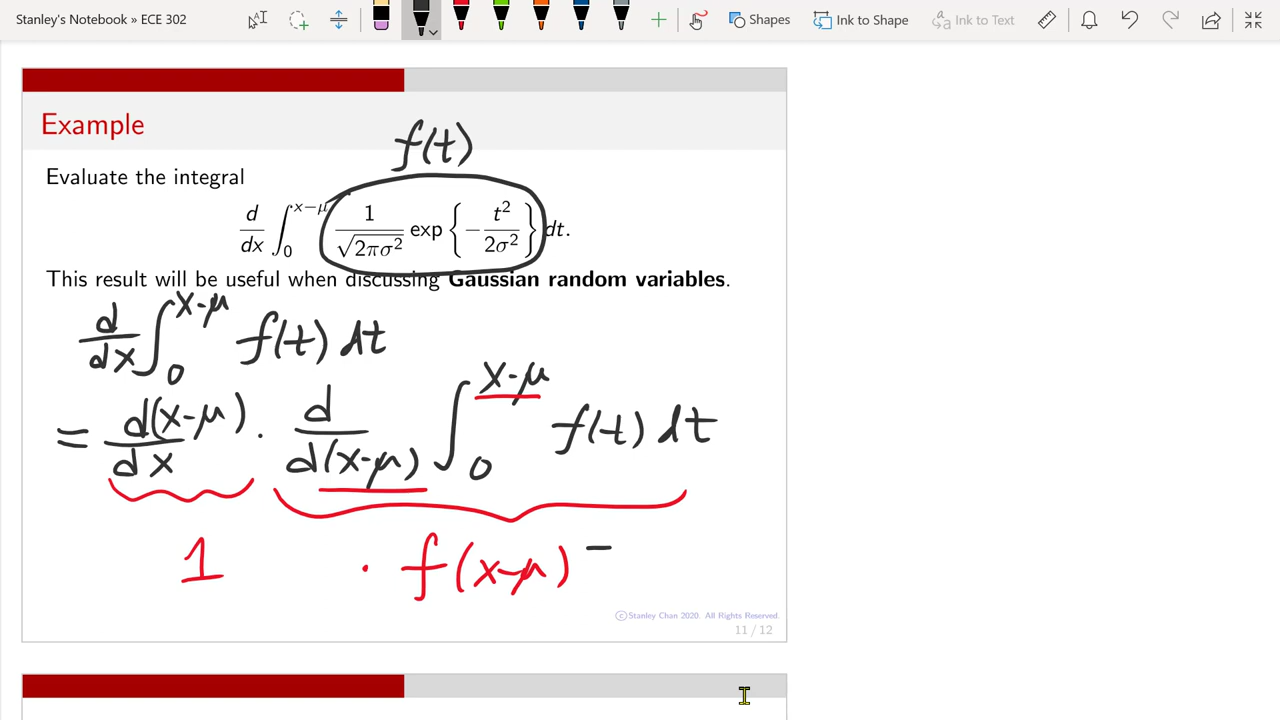 Stanley's Notebook » ECE 302
Shapes
Ink to Shape
Ink to Text
Example
f(t)
Evaluate the integral
d/dx ∫_0^{x−μ} 1/√(2πσ²) exp{−t²/2σ²} dt.
This result will be useful when discussing Gaussian random variables.
d/dx ∫_0^{x-μ} f(t) dt
= d(x-μ)/dx · d/d(x-μ) ∫_0^{x-μ} f(t) dt
1 · f(x-μ) −
©Stanley Chan 2020. All Rights Reserved.
11 / 12